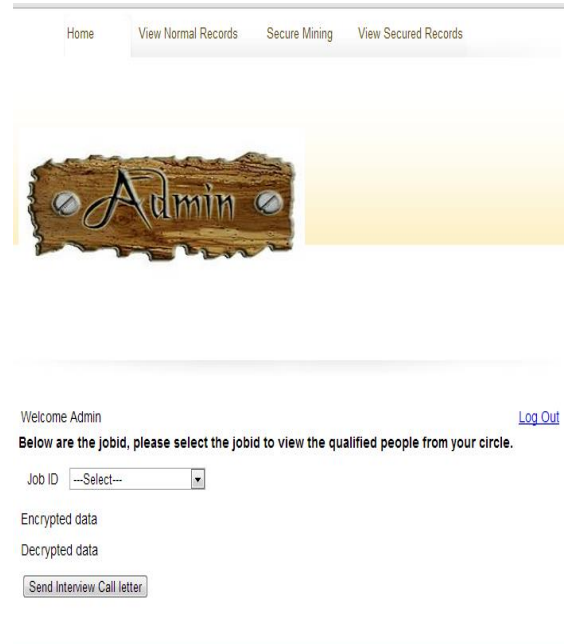 Home View Normal Records Secure Mining View Secured Records
Admin
Welcome Admin Log Out
Below are the jobid, please select the jobid to view the qualified people from your circle.
Job ID ---Select---
Encrypted data
Decrypted data
Send Interview Call letter